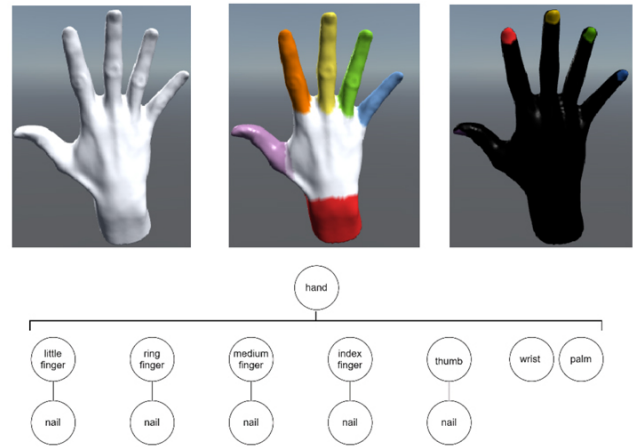 hand
little
finger
ring
finger
medium
finger
index
finger
thumb
wrist
palm
nail
nail
nail
nail
nail